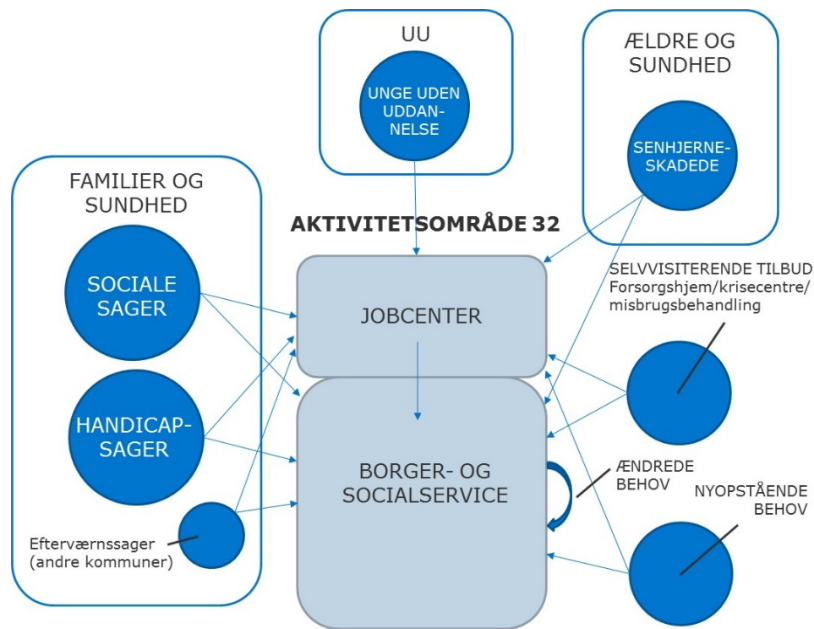 UU
UNGE UDEN
UDDAN-
NELSE
ÆLDRE OG
SUNDHED
SENHJERNE-
SKADEDE
FAMILIER OG
SUNDHED
SOCIALE
SAGER
HANDICAP-
SAGER
Efterværnssager
(andre kommuner)
AKTIVITETSOMRÅDE 32
JOBCENTER
BORGER- OG
SOCIALSERVICE
SELVVISITERENDE TILBUD
Forsorgshjem/krisecentre/
misbrugsbehandling
ÆNDREDE
BEHOV
NYOPSTÅENDE
BEHOV